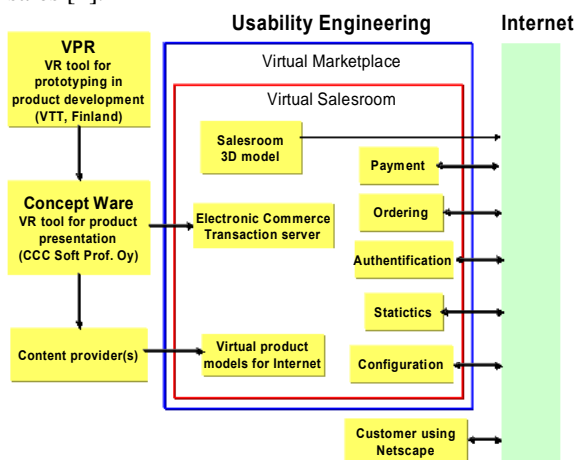 Usability Engineering
Internet
VPR
VR tool for
prototyping in
product development
(VTT, Finland)
Virtual Marketplace
Virtual Salesroom
Salesroom
3D model
Payment
Concept Ware
VR tool for product
presentation
(CCC Soft Prof. Oy)
Electronic Commerce
Transaction server
Ordering
Authentification
Statictics
Content provider(s)
Virtual product
models for Internet
Configuration
Customer using
Netscape